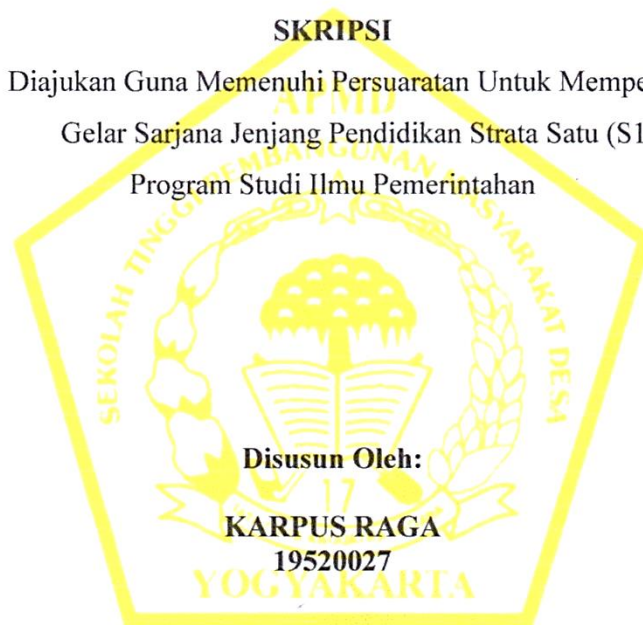 SKRIPSI
Diajukan Guna Memenuhi Persuaratan Untuk Mempe
Gelar Sarjana Jenjang Pendidikan Strata Satu (S1
Program Studi Ilmu Pemerintahan
APMD
SEKOLAH TINGGI PEMBANGUNAN MASYARAKAT DESA
Disusun Oleh:
17
KARPUS RAGA
19520027
YOGYAKARTA